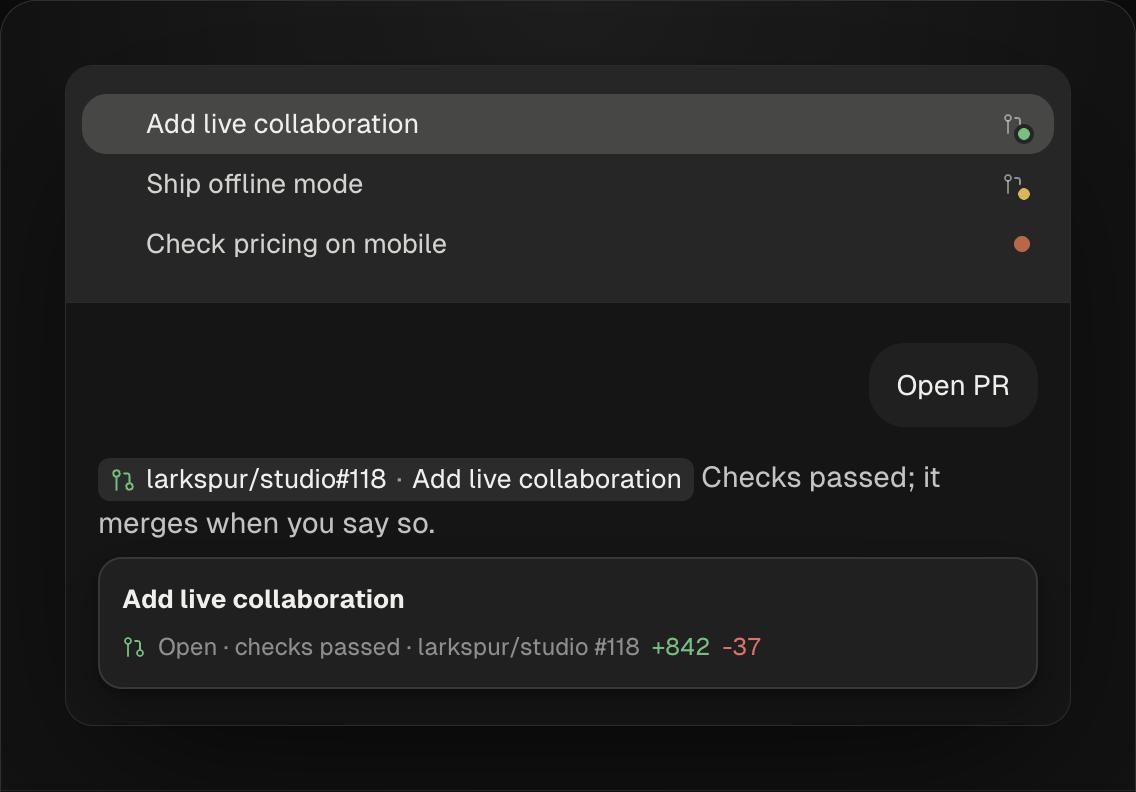 Add live collaboration
Ship offline mode
Check pricing on mobile
Open PR
larkspur/studio#118 · Add live collaboration Checks passed; it
merges when you say so.
Add live collaboration
Open · checks passed · larkspur/studio #118 +842 -37